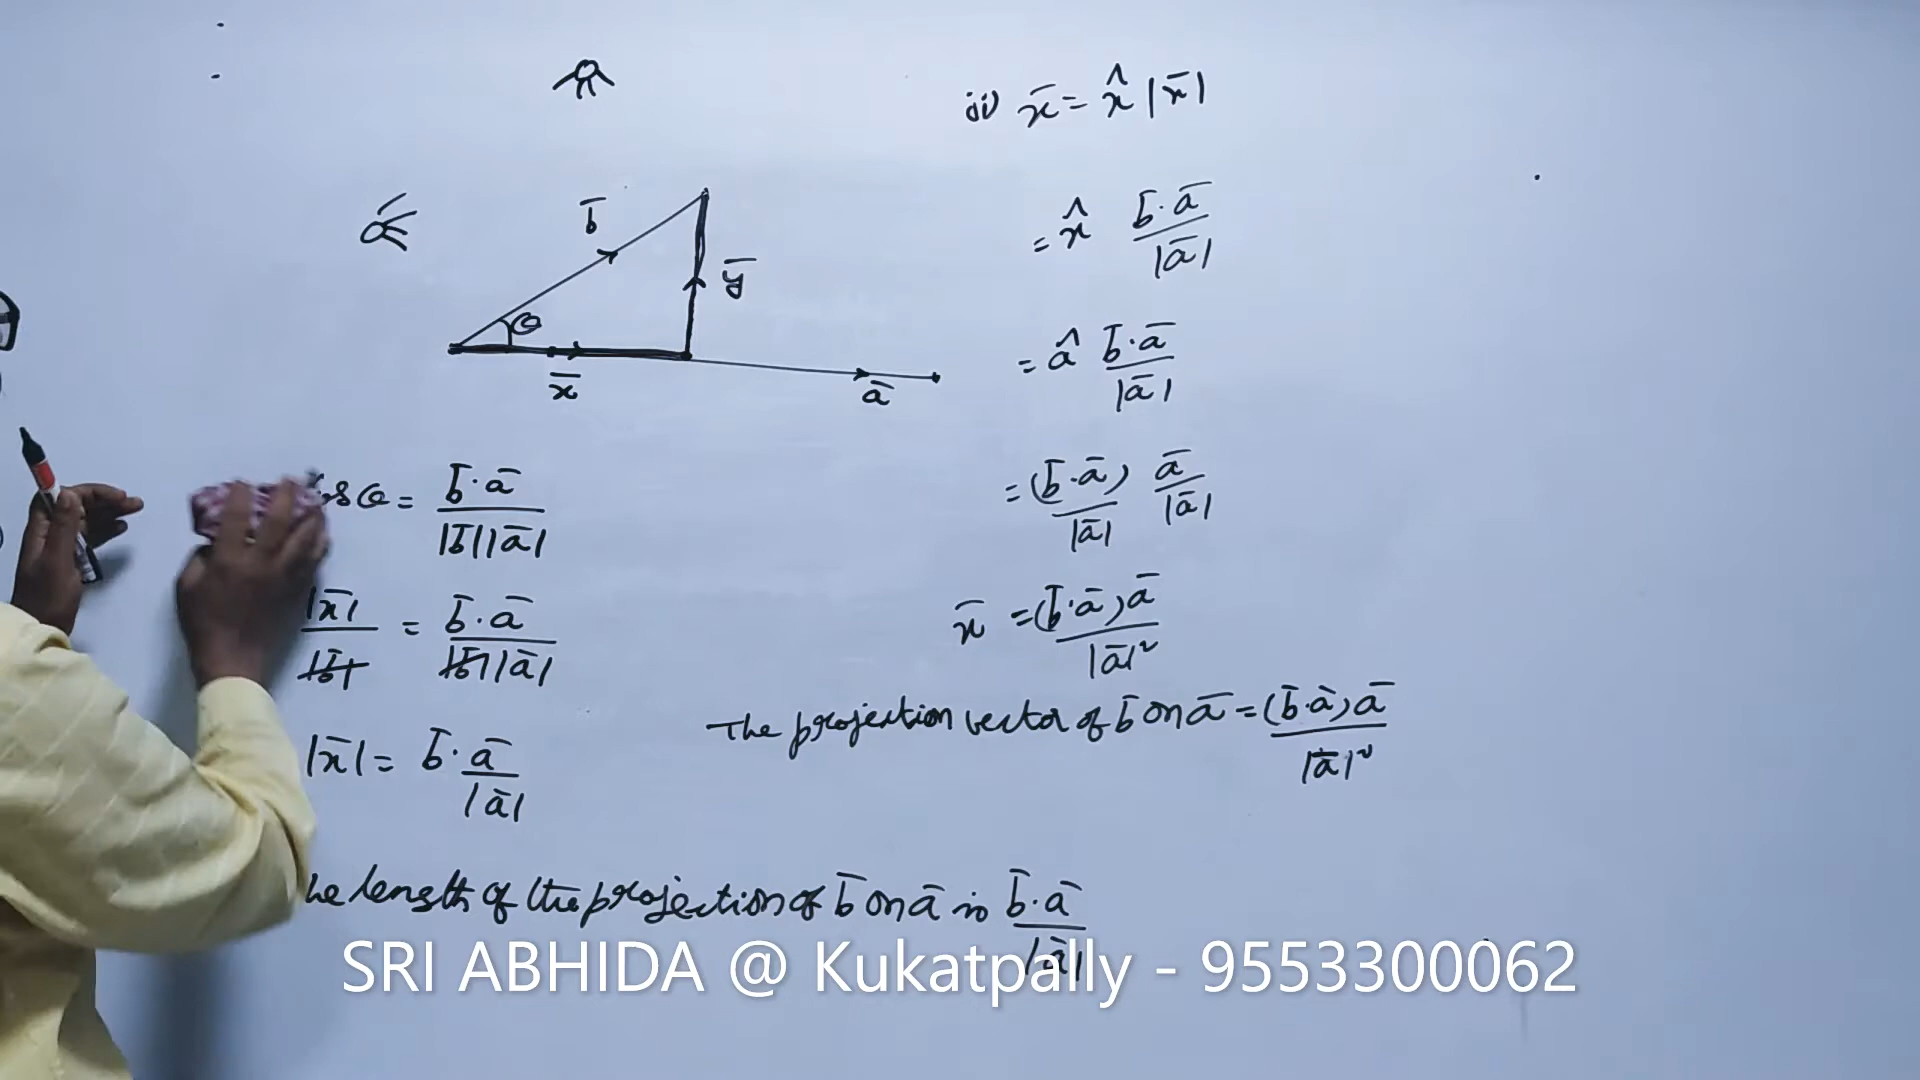 b̄
θ
ȳ
x̄
ā
cos θ = b̄·ā / |b̄||ā|
|x̄| / |b̄| = b̄·ā / |b̄||ā|
|x̄| = b̄· ā / |ā|
he length of the projection of b̄ on ā is b̄·ā / |ā|
ii) x̄ = x̂ |x̄|
= x̂ b̄·ā / |ā|
= â b̄·ā / |ā|
= (b̄·ā) / |ā| ā / |ā|
x̄ = (b̄·ā)ā / |ā|²
The projection vector of b̄ on ā = (b̄·ā)ā / |ā|²
SRI ABHIDA @ Kukatpally - 9553300062